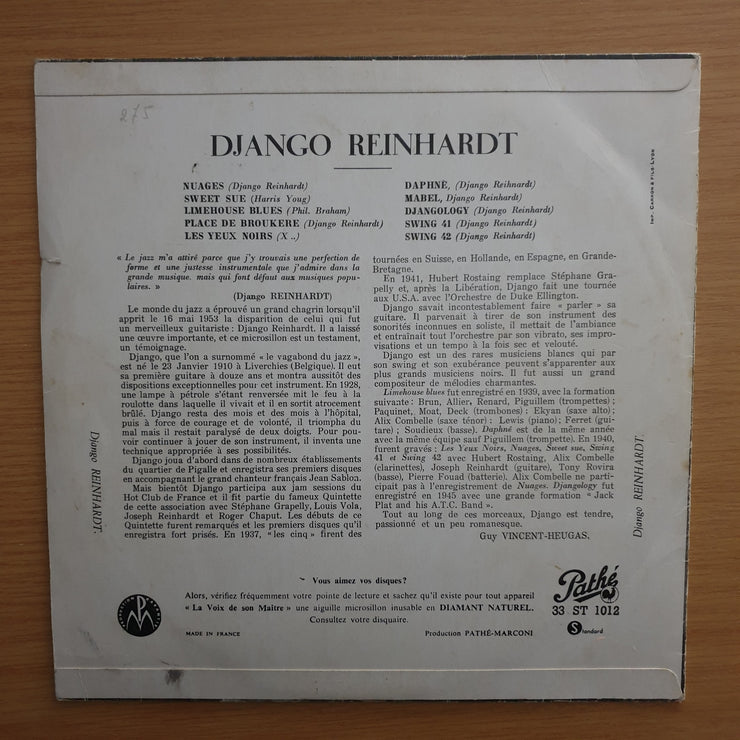 275
DJANGO REINHARDT
NUAGES (Django Reinhardt)
SWEET SUE (Harris Youg)
LIMEHOUSE BLUES (Phil. Braham)
PLACE DE BROUKERE (Django Reinhardt)
LES YEUX NOIRS (X ..)
DAPHNÉ, (Django Reihnardt)
MABEL, (Django Reinhardt)
DJANGOLOGY (Django Reinhardt)
SWING 41 (Django Reinhardt)
SWING 42 (Django Reinhardt)
« Le jazz m'a attiré parce que j'y trouvais une perfection de
forme et une justesse instrumentale que j'admire dans la
grande musique. mais qui font défaut aux musiques popu-
laires. »
(Django REINHARDT)
Le monde du jazz a éprouvé un grand chagrin lorsqu'il
apprit le 16 mai 1953 la disparition de celui qui fut
un merveilleux guitariste : Django Reinhardt. Il a laissé
une œuvre importante, et ce microsillon est un testament,
un témoignage.
Django, que l'on a surnommé « le vagabond du jazz »,
est né le 23 Janvier 1910 à Liverchies (Belgique). Il eut
sa première guitare à douze ans et montra aussitôt des
dispositions exceptionnelles pour cet instrument. En 1928,
une lampe à pétrole s'étant renversée mit le feu à la
roulotte dans laquelle il vivait et il en sortit atrocement
brûlé. Django resta des mois et des mois à l'hôpital,
puis à force de courage et de volonté, il triompha du
mal mais il restait paralysé de deux doigts. Pour pou-
voir continuer à jouer de son instrument, il inventa une
technique appropriée à ses possibilités.
Django joua d'abord dans de nombreux établissements
du quartier de Pigalle et enregistra ses premiers disques
en accompagnant le grand chanteur français Jean Sablon.
Mais bientôt Django participa aux jam sessions du
Hot Club de France et il fit partie du fameux Quintette
de cette association avec Stéphane Grapelly, Louis Vola,
Joseph Reinhardt et Roger Chaput. Les débuts de ce
Quintette furent remarqués et les premiers disques qu'il
enregistra fort prisés. En 1937, "les cinq" firent des
tournées en Suisse, en Hollande, en Espagne, en Grande-
Bretagne.
En 1941, Hubert Rostaing remplace Stéphane Gra-
pelly et, après la Libération, Django fait une tournée
aux U.S.A. avec l'Orchestre de Duke Ellington.
Django savait incontestablement faire « parler » sa
guitare. Il parvenait à tirer de son instrument des
sonorités inconnues en soliste, il mettait de l'ambiance
et entraînait tout l'orchestre par son vibrato, ses impro-
visations et un tempo à la fois sec et velouté.
Django est un des rares musiciens blancs qui par
son swing et son exubérance peuvent s'apparenter aux
plus grands musiciens noirs. Il fut aussi un grand
compositeur de mélodies charmantes.
Limehouse blues fut enregistré en 1939, avec la formation
suivante : Brun, Allier, Renard, Piguillem (trompettes) ;
Paquinet, Moat, Deck (trombones) : Ekyan (saxe alto) ;
Alix Combelle (saxe ténor) : Lewis (piano) ; Ferret (gui-
tare) ; Soudieux (basse). Daphné est de la même année
avec la même équipe sauf Piguillem (trompette). En 1940,
furent gravés : Les Yeux Noirs, Nuages, Sweet sue, Swing
41 et Swing 42 avec Hubert Rostaing, Alix Combelle
(clarinettes), Joseph Reinhardt (guitare), Tony Rovira
(basse), Pierre Fouad (batterie). Alix Combelle ne parti-
cipait pas à l'enregistrement de Nuages. Djangology fut
enregistré en 1945 avec une grande formation « Jack
Plat and his A.T.C. Band ».
Tout au long de ces morceaux, Django est tendre,
passionné et un peu romanesque.
Guy VINCENT-HEUGAS.
Django REINHARDT.
Django REINHARDT.
Imp. Carron & Fils-Lyon
Vous aimez vos disques ?
Alors, vérifiez fréquemment votre pointe de lecture et sachez qu'il existe pour tout appareil
« La Voix de son Maître » une aiguille microsillon inusable en DIAMANT NATUREL.
Consultez votre disquaire.
MADE IN FRANCE
Production PATHÉ-MARCONI
Pathé
33 ST 1012
S Standard